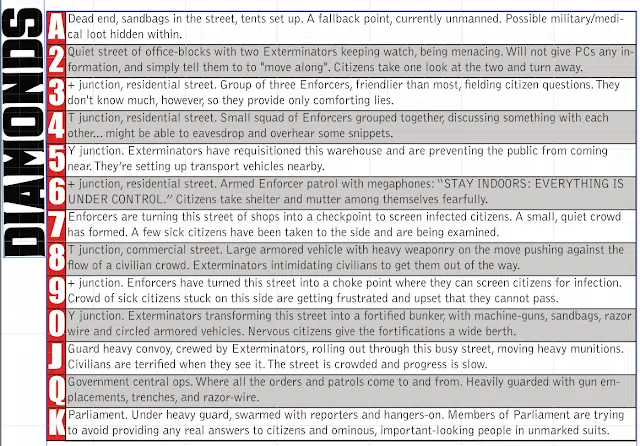 DIAMONDS
A Dead end, sandbags in the street, tents set up. A fallback point, currently unmanned. Possible military/medi-
cal loot hidden within.
2 Quiet street of office-blocks with two Exterminators keeping watch, being menacing. Will not give PCs any in-
formation, and simply tell them to to "move along". Citizens take one look at the two and turn away.
3 + junction, residential street. Group of three Enforcers, friendlier than most, fielding citizen questions. They
don't know much, however, so they provide only comforting lies.
4 T junction, residential street. Small squad of Enforcers grouped together, discussing something with each
other... might be able to eavesdrop and overhear some snippets.
5 Y junction. Exterminators have requisitioned this warehouse and are preventing the public from coming
near. They're setting up transport vehicles nearby.
6 + junction, residential street. Armed Enforcer patrol with megaphones: “STAY INDOORS: EVERYTHING IS
UNDER CONTROL.” Citizens take shelter and mutter among themselves fearfully.
7 Enforcers are turning this street of shops into a checkpoint to screen infected citizens. A small, quiet crowd
has formed. A few sick citizens have been taken to the side and are being examined.
8 T junction, commercial street. Large armored vehicle with heavy weaponry on the move pushing against the
flow of a civilian crowd. Exterminators intimidating civilians to get them out of the way.
9 + junction. Enforcers have turned this street into a choke point where they can screen citizens for infection.
Crowd of sick citizens stuck on this side are getting frustrated and upset that they cannot pass.
0 Y junction. Exterminators transforming this street into a fortified bunker, with machine-guns, sandbags, razor
wire and circled armored vehicles. Nervous citizens give the fortifications a wide berth.
J Guard heavy convoy, crewed by Exterminators, rolling out through this busy street, moving heavy munitions.
Civilians are terrified when they see it. The street is crowded and progress is slow.
Q Government central ops. Where all the orders and patrols come to and from. Heavily guarded with gun em-
placements, trenches, and razor-wire.
K Parliament. Under heavy guard, swarmed with reporters and hangers-on. Members of Parliament are trying
to avoid providing any real answers to citizens and ominous, important-looking people in unmarked suits.